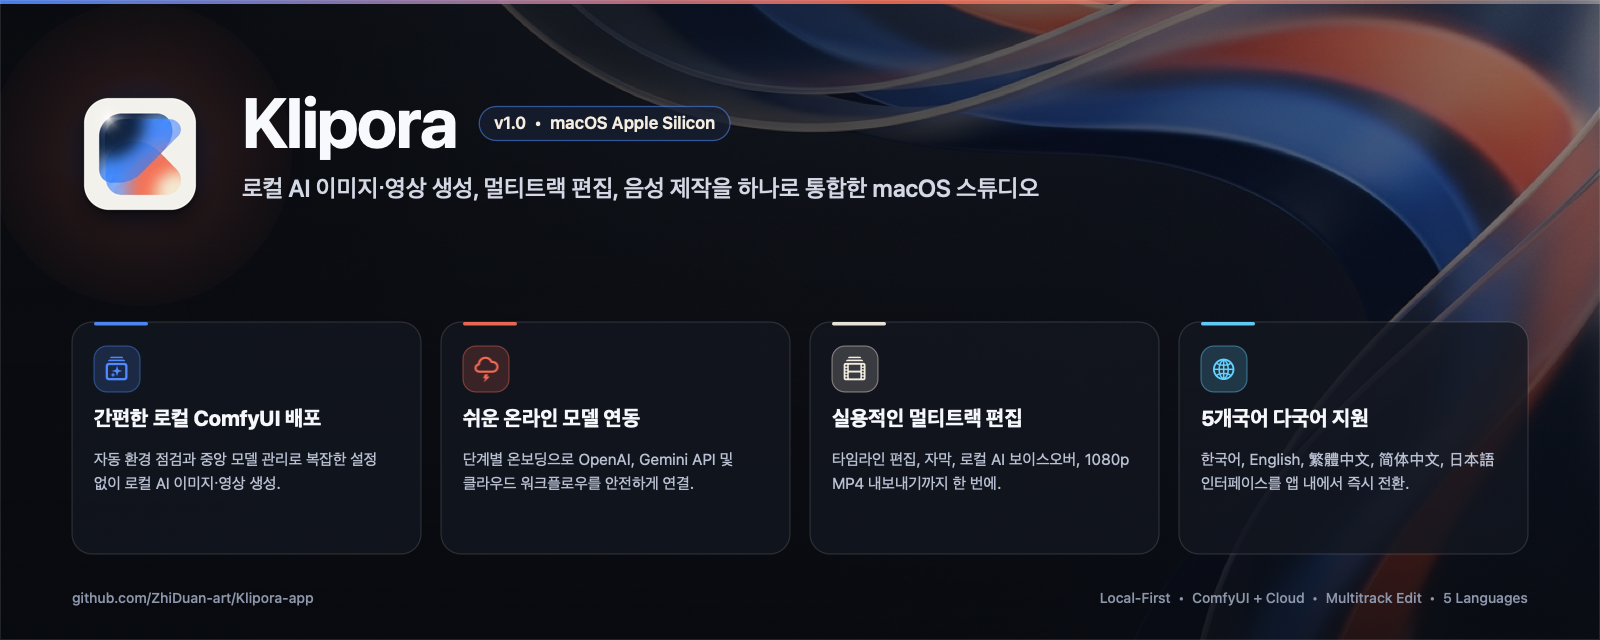 Klipora
v1.0 • macOS Apple Silicon
로컬 AI 이미지·영상 생성, 멀티트랙 편집, 음성 제작을 하나로 통합한 macOS 스튜디오
간편한 로컬 ComfyUI 배포
자동 환경 점검과 중앙 모델 관리로 복잡한 설정
없이 로컬 AI 이미지·영상 생성.
쉬운 온라인 모델 연동
단계별 온보딩으로 OpenAI, Gemini API 및
클라우드 워크플로우를 안전하게 연결.
실용적인 멀티트랙 편집
타임라인 편집, 자막, 로컬 AI 보이스오버, 1080p
MP4 내보내기까지 한 번에.
5개국어 다국어 지원
한국어, English, 繁體中文, 简体中文, 日本語
인터페이스를 앱 내에서 즉시 전환.
github.com/ZhiDuan-art/Klipora-app
Local-First • ComfyUI + Cloud • Multitrack Edit • 5 Languages